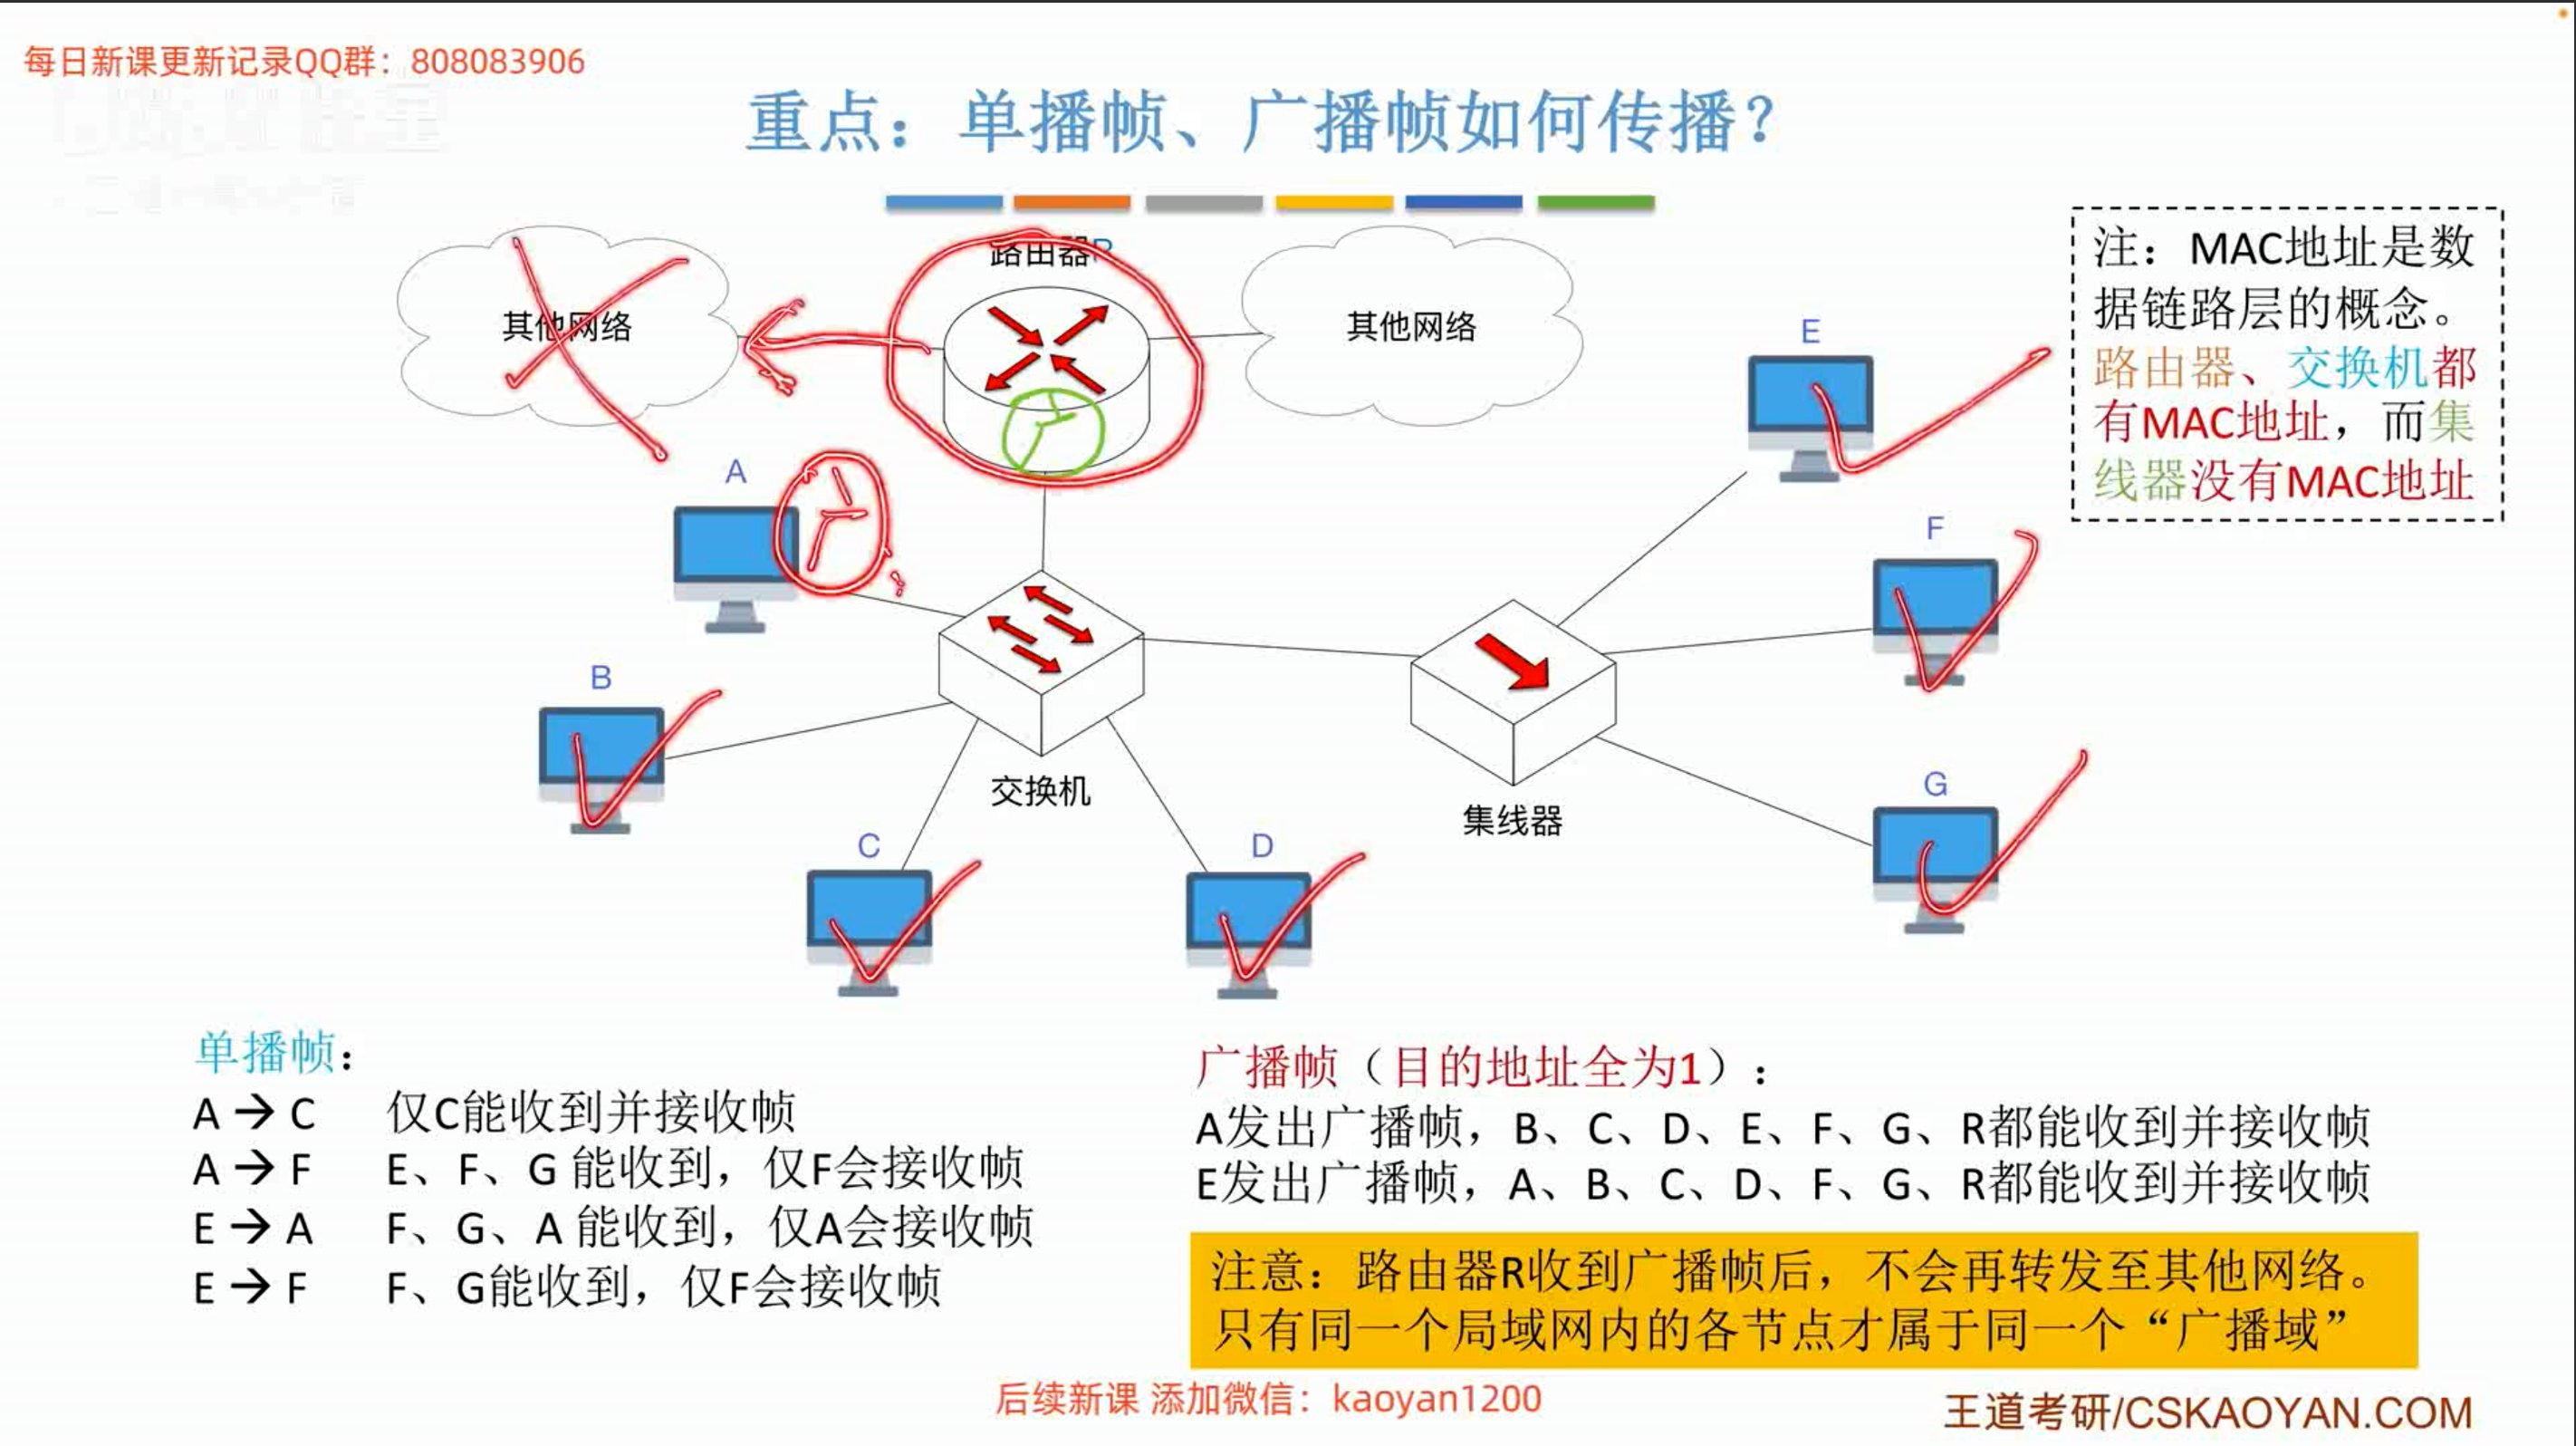 每日新课更新记录QQ群：808083906
重点：单播帧、广播帧如何传播？
路由器R
其他网络
其他网络
注：MAC地址是数
据链路层的概念。
路由器、交换机都
有MAC地址，而集
线器没有MAC地址
E
A
广
广
F
B
交换机
集线器
G
C
D
单播帧：
A → C 仅C能收到并接收帧
A → F E、F、G 能收到，仅F会接收帧
E → A F、G、A 能收到，仅A会接收帧
E → F F、G能收到，仅F会接收帧
广播帧（目的地址全为1）：
A发出广播帧，B、C、D、E、F、G、R都能收到并接收帧
E发出广播帧，A、B、C、D、F、G、R都能收到并接收帧
注意：路由器R收到广播帧后，不会再转发至其他网络。
只有同一个局域网内的各节点才属于同一个“广播域”
后续新课 添加微信：kaoyan1200
王道考研/CSKAOYAN.COM